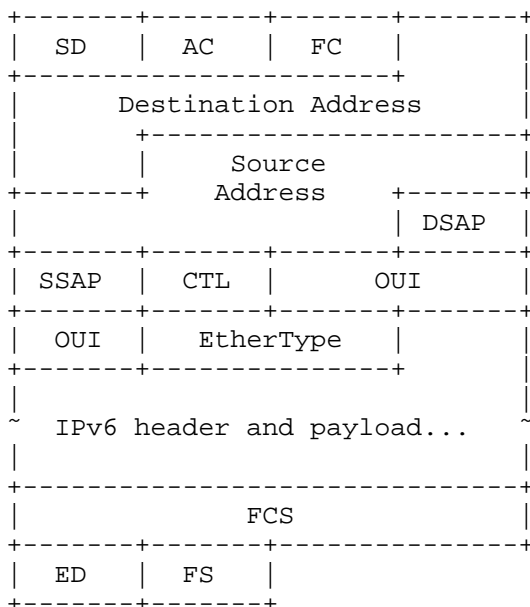 SD AC FC
Destination Address
Source
Address
DSAP
SSAP CTL OUI
OUI EtherType
IPv6 header and payload...
FCS
ED FS